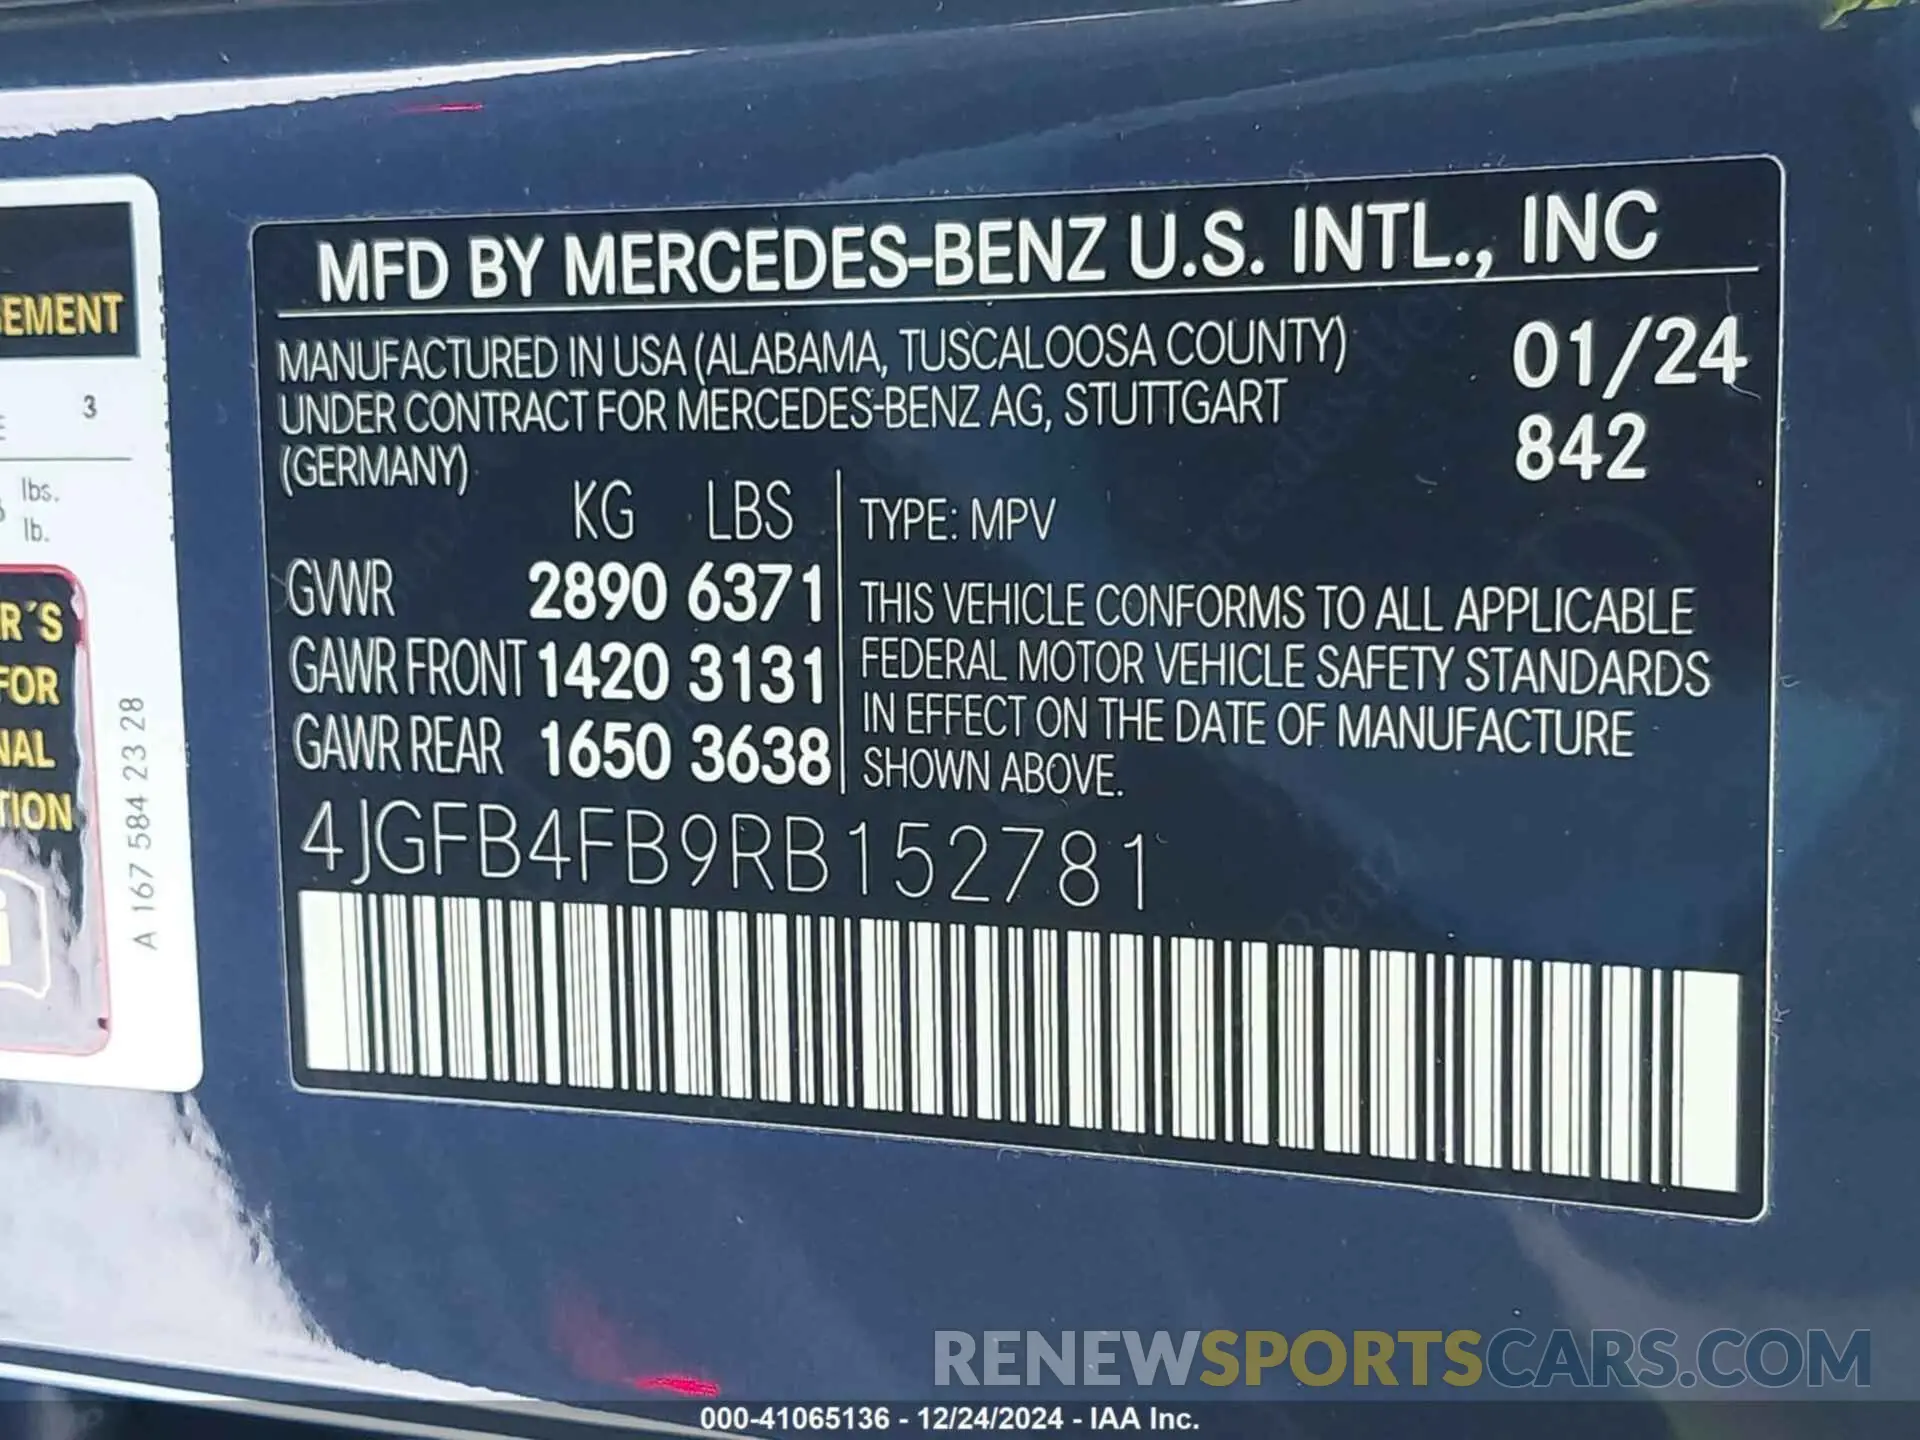 MFD BY MERCEDES-BENZ U.S. INTL., INC
MANUFACTURED IN USA (ALABAMA, TUSCALOOSA COUNTY)
UNDER CONTRACT FOR MERCEDES-BENZ AG, STUTTGART
(GERMANY)
01/24
842
KG LBS
GVWR 2890 6371
GAWR FRONT 1420 3131
GAWR REAR 1650 3638
TYPE: MPV
THIS VEHICLE CONFORMS TO ALL APPLICABLE
FEDERAL MOTOR VEHICLE SAFETY STANDARDS
IN EFFECT ON THE DATE OF MANUFACTURE
SHOWN ABOVE.
4JGFB4FB9RB152781
EMENT
3
lbs.
lb.
R´S
FOR
NAL
TION
A 167 584 23 28
RENEWSPORTSCARS.COM
000-41065136 - 12/24/2024 - IAA Inc.